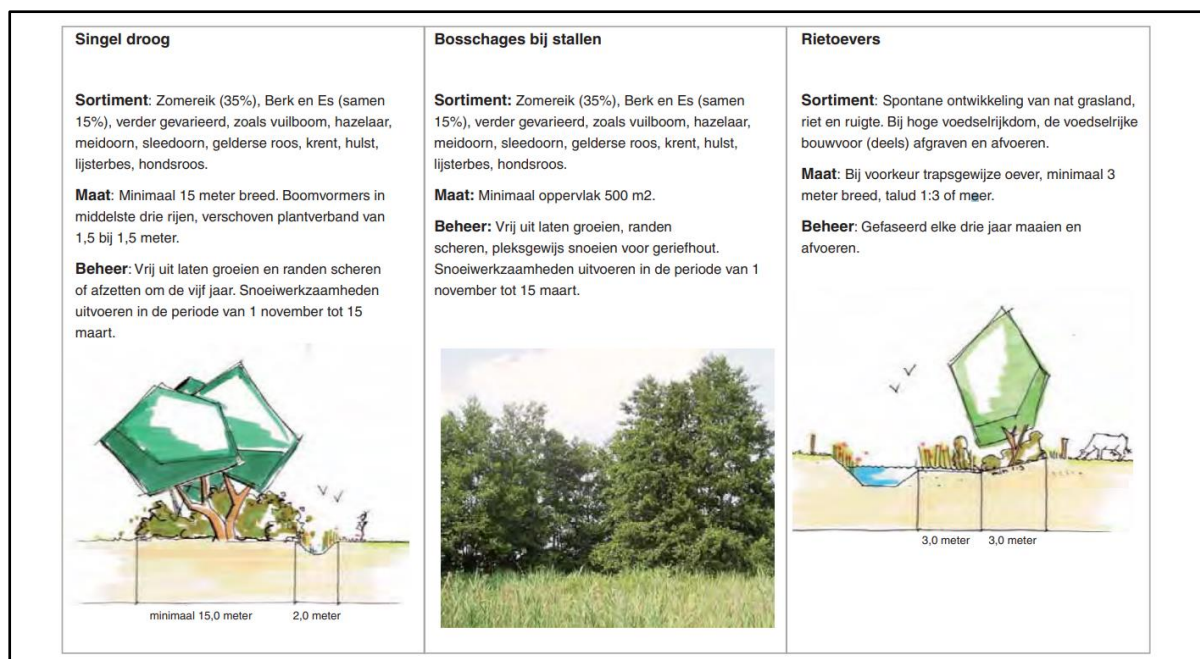 Singel droog
Sortiment: Zomereik (35%), Berk en Es (samen
15%), verder gevarieerd, zoals vuilboom, hazelaar,
meidoorn, sleedoorn, gelderse roos, krent, hulst,
lijsterbes, hondsroos.
Maat: Minimaal 15 meter breed. Boomvormers in
middelste drie rijen, verschoven plantverband van
1,5 bij 1,5 meter.
Beheer: Vrij uit laten groeien en randen scheren
of afzetten om de vijf jaar. Snoeiwerkzaamheden
uitvoeren in de periode van 1 november tot 15
maart.
minimaal 15,0 meter
2,0 meter
Bosschages bij stallen
Sortiment: Zomereik (35%), Berk en Es (samen
15%), verder gevarieerd, zoals vuilboom, hazelaar,
meidoorn, sleedoorn, gelderse roos, krent, hulst,
lijsterbes, hondsroos.
Maat: Minimaal oppervlak 500 m2.
Beheer: Vrij uit laten groeien, randen
scheren, pleksgewijs snoeien voor geriefhout.
Snoeiwerkzaamheden uitvoeren in de periode van 1
november tot 15 maart.
Rietoevers
Sortiment: Spontane ontwikkeling van nat grasland,
riet en ruigte. Bij hoge voedselrijkdom, de voedselrijke
bouwvoor (deels) afgraven en afvoeren.
Maat: Bij voorkeur trapsgewijze oever, minimaal 3
meter breed, talud 1:3 of meer.
Beheer: Gefaseerd elke drie jaar maaien en
afvoeren.
min 1:3
3,0 meter
3,0 meter